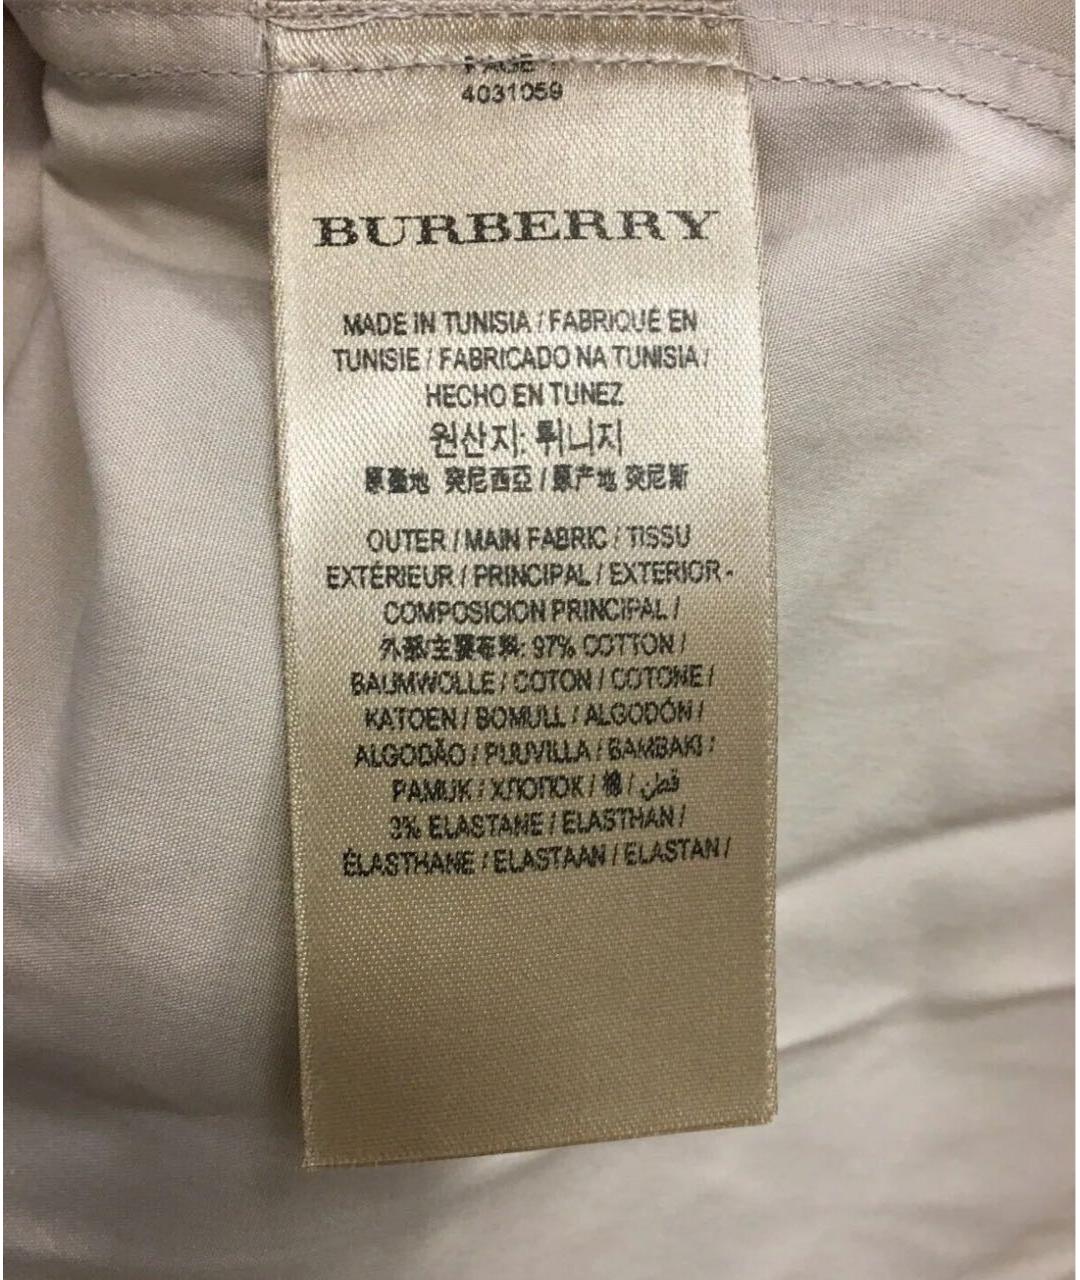 4031059
BURBERRY
MADE IN TUNISIA / FABRIQUÉ EN
TUNISIE / FABRICADO NA TUNISIA /
HECHO EN TUNEZ
원산지: 튀니지
原產地 突尼西亞 / 原产地 突尼斯
OUTER / MAIN FABRIC / TISSU
EXTÉRIEUR / PRINCIPAL / EXTERIOR -
COMPOSICION PRINCIPAL /
外部/主要布料: 97% COTTON /
BAUMWOLLE / COTON / COTONE /
KATOEN / BOMULL / ALGODÓN /
ALGODÃO / PUUVILLA / BAMBAKI /
PAMUK / ХЛОПОК / 棉 / قطن
3% ELASTANE / ELASTHAN /
ÉLASTHANE / ELASTAAN / ELASTAN /